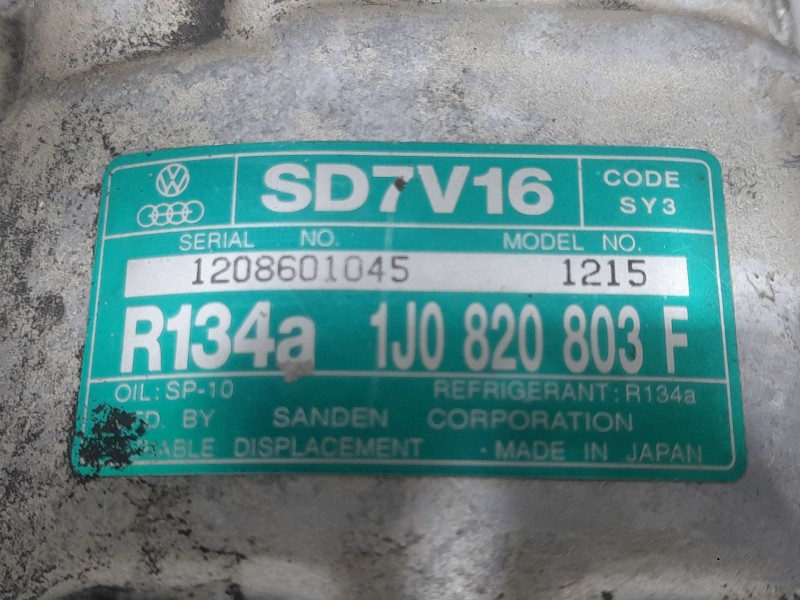 SD7V16
CODE
SY3
SERIAL NO.
MODEL NO.
1208601045
1215
R134a 1J0 820 803 F
OIL: SP-10
REFRIGERANT: R134a
BY SANDEN CORPORATION
DISPLACEMENT · MADE IN JAPAN